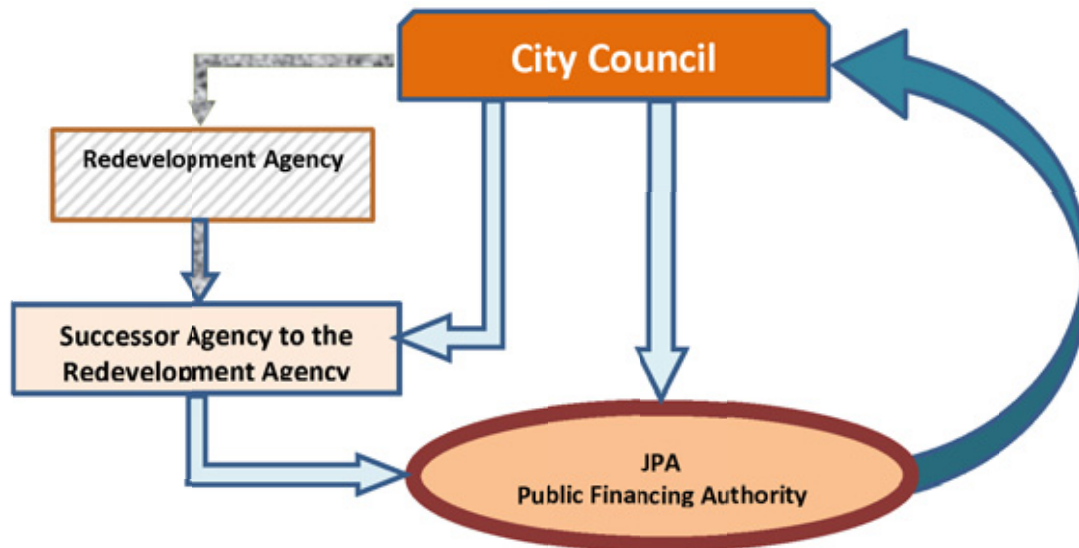 City Council
Redevelopment Agency
Successor Agency to the
Redevelopment Agency
JPA
Public Financing Authority